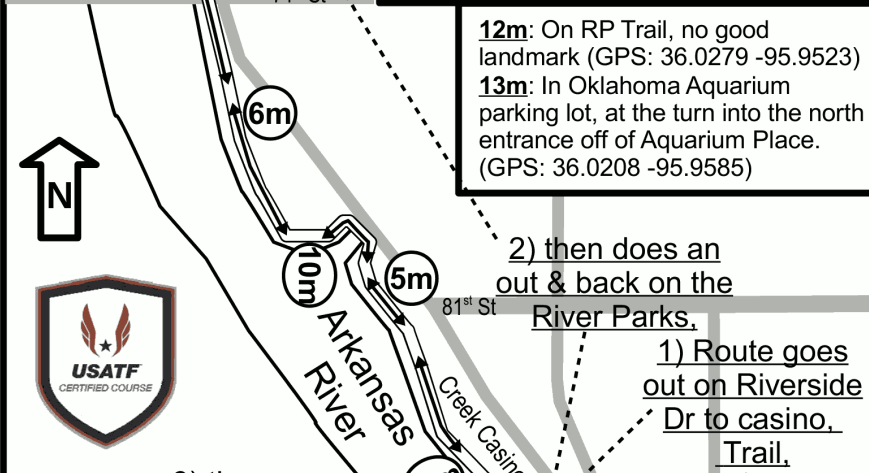 12m: On RP Trail, no good
landmark (GPS: 36.0279 -95.9523)
13m: In Oklahoma Aquarium
parking lot, at the turn into the north
entrance off of Aquarium Place.
(GPS: 36.0208 -95.9585)
6m
N
10m
5m
2) then does an
out & back on the
River Parks,
81st St
1) Route goes
out on Riverside
Dr to casino,
Trail,
Arkansas
River
Creek Casino
USATF
CERTIFIED COURSE